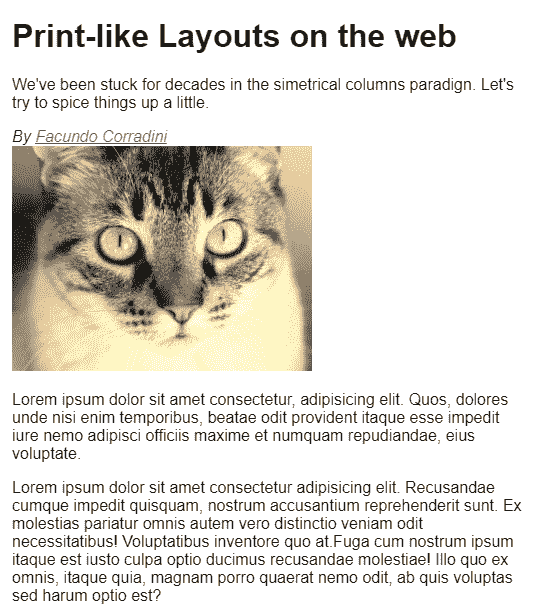 Print-like Layouts on the web
We've been stuck for decades in the simetrical columns paradign. Let's
try to spice things up a little.
By Facundo Corradini
Lorem ipsum dolor sit amet consectetur, adipisicing elit. Quos, dolores
unde nisi enim temporibus, beatae odit provident itaque esse impedit
iure nemo adipisci officiis maxime et numquam repudiandae, eius
voluptate.
Lorem ipsum dolor sit amet consectetur adipisicing elit. Recusandae
cumque impedit quisquam, nostrum accusantium reprehenderit sunt. Ex
molestias pariatur omnis autem vero distinctio veniam odit
necessitatibus! Voluptatibus inventore quo at.Fuga cum nostrum ipsum
itaque est iusto culpa optio ducimus recusandae molestiae! Illo quo ex
omnis, itaque quia, magnam porro quaerat nemo odit, ab quis voluptas
sed harum optio est?